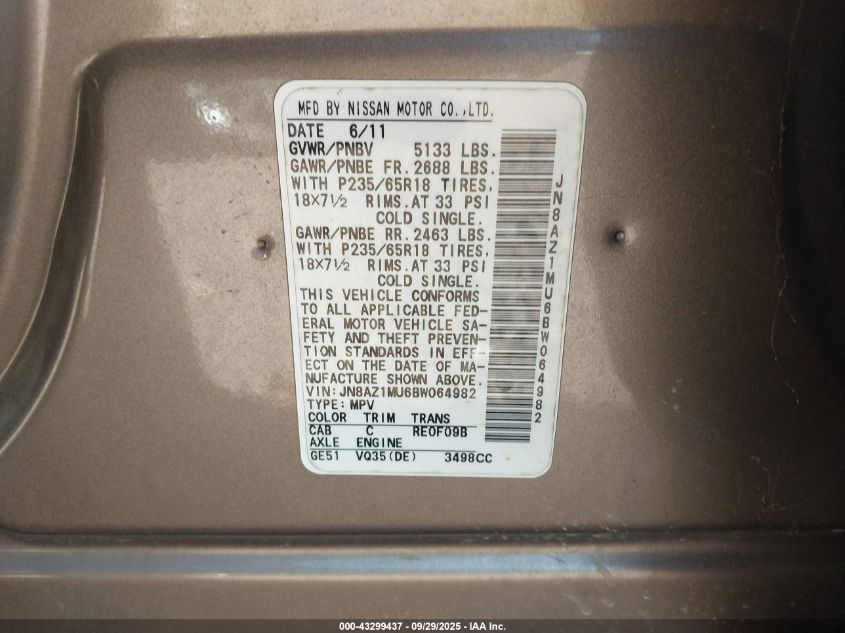 MFD BY NISSAN MOTOR CO.,LTD.
DATE 6/11
GVWR/PNBV 5133 LBS.
GAWR/PNBE FR. 2688 LBS.
WITH P235/65R18 TIRES,
18X7½ RIMS.AT 33 PSI
COLD SINGLE.
GAWR/PNBE RR. 2463 LBS.
WITH P235/65R18 TIRES,
18X7½ RIMS.AT 33 PSI
COLD SINGLE.
THIS VEHICLE CONFORMS
TO ALL APPLICABLE FED-
ERAL MOTOR VEHICLE SA-
FETY AND THEFT PREVEN-
TION STANDARDS IN EFF-
ECT ON THE DATE OF MA-
NUFACTURE SHOWN ABOVE.
VIN:JN8AZ1MU6BW064982
TYPE:MPV
COLOR TRIM TRANS
CAB C RE0F09B
AXLE ENGINE
GE51 VQ35(DE) 3498CC
JN8AZ1MU6BW064982
000-43299437 - 09/29/2025 - IAA Inc.